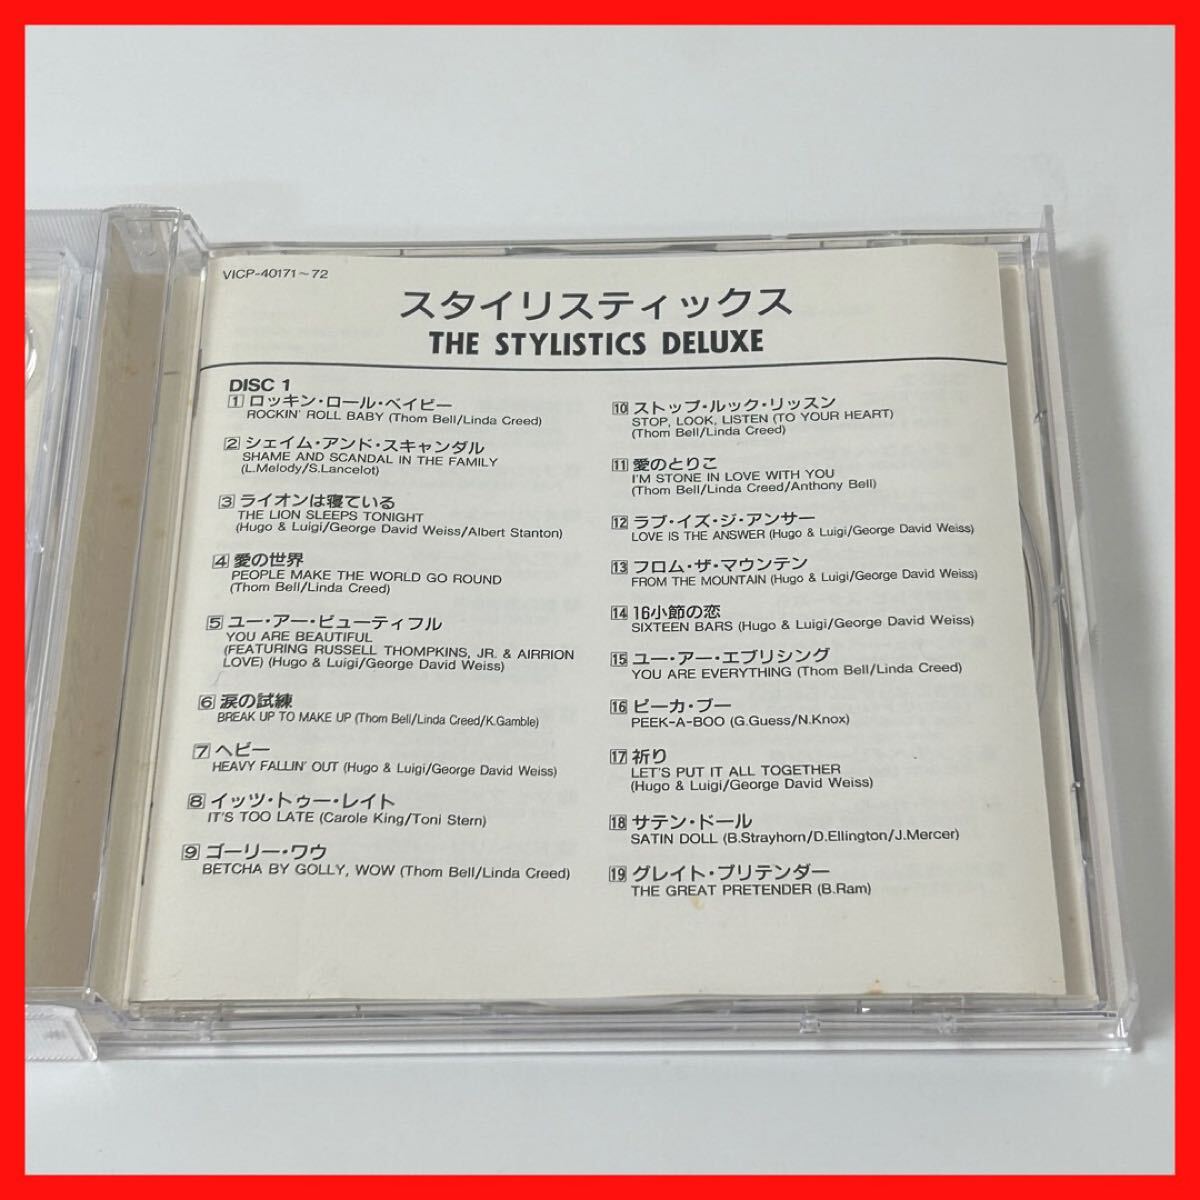 VICP-40171~72
スタイリスティックス
THE STYLISTICS DELUXE
DISC 1
1 ロッキン・ロール・ベイビー
ROCKIN' ROLL BABY (Thom Bell/Linda Creed)
2 シェイム・アンド・スキャンダル
SHAME AND SCANDAL IN THE FAMILY
(L.Melody/S.Lancelot)
3 ライオンは寝ている
THE LION SLEEPS TONIGHT
(Hugo & Luigi/George David Weiss/Albert Stanton)
4 愛の世界
PEOPLE MAKE THE WORLD GO ROUND
(Thom Bell/Linda Creed)
5 ユー・アー・ビューティフル
YOU ARE BEAUTIFUL
(FEATURING RUSSELL THOMPKINS, JR. & AIRRION
LOVE) (Hugo & Luigi/George David Weiss)
6 涙の試練
BREAK UP TO MAKE UP (Thom Bell/Linda Creed/K.Gamble)
7 ヘビー
HEAVY FALLIN' OUT (Hugo & Luigi/George David Weiss)
8 イッツ・トゥー・レイト
IT'S TOO LATE (Carole King/Toni Stern)
9 ゴーリー・ワウ
BETCHA BY GOLLY, WOW (Thom Bell/Linda Creed)
10 ストップ・ルック・リッスン
STOP, LOOK, LISTEN (TO YOUR HEART)
(Thom Bell/Linda Creed)
11 愛のとりこ
I'M STONE IN LOVE WITH YOU
(Thom Bell/Linda Creed/Anthony Bell)
12 ラブ・イズ・ジ・アンサー
LOVE IS THE ANSWER (Hugo & Luigi/George David Weiss)
13 フロム・ザ・マウンテン
FROM THE MOUNTAIN (Hugo & Luigi/George David Weiss)
14 16小節の恋
SIXTEEN BARS (Hugo & Luigi/George David Weiss)
15 ユー・アー・エブリシング
YOU ARE EVERYTHING (Thom Bell/Linda Creed)
16 ピーカ・ブー
PEEK-A-BOO (G.Guess/N.Knox)
17 祈り
LET'S PUT IT ALL TOGETHER
(Hugo & Luigi/George David Weiss)
18 サテン・ドール
SATIN DOLL (B.Strayhorn/D.Ellington/J.Mercer)
19 グレイト・プリテンダー
THE GREAT PRETENDER (B.Ram)